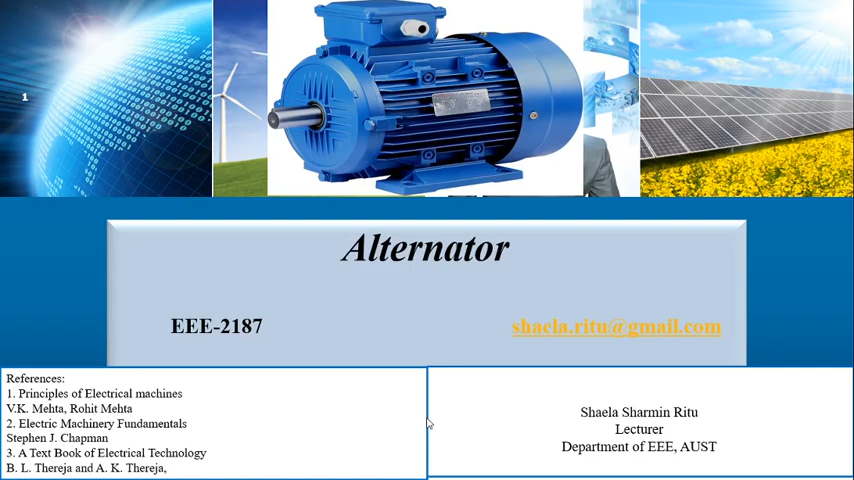 1
Alternator
EEE-2187
shaela.ritu@gmail.com
References:
1. Principles of Electrical machines
V.K. Mehta, Rohit Mehta
2. Electric Machinery Fundamentals
Stephen J. Chapman
3. A Text Book of Electrical Technology
B. L. Thereja and A. K. Thereja,
Shaela Sharmin Ritu
Lecturer
Department of EEE, AUST